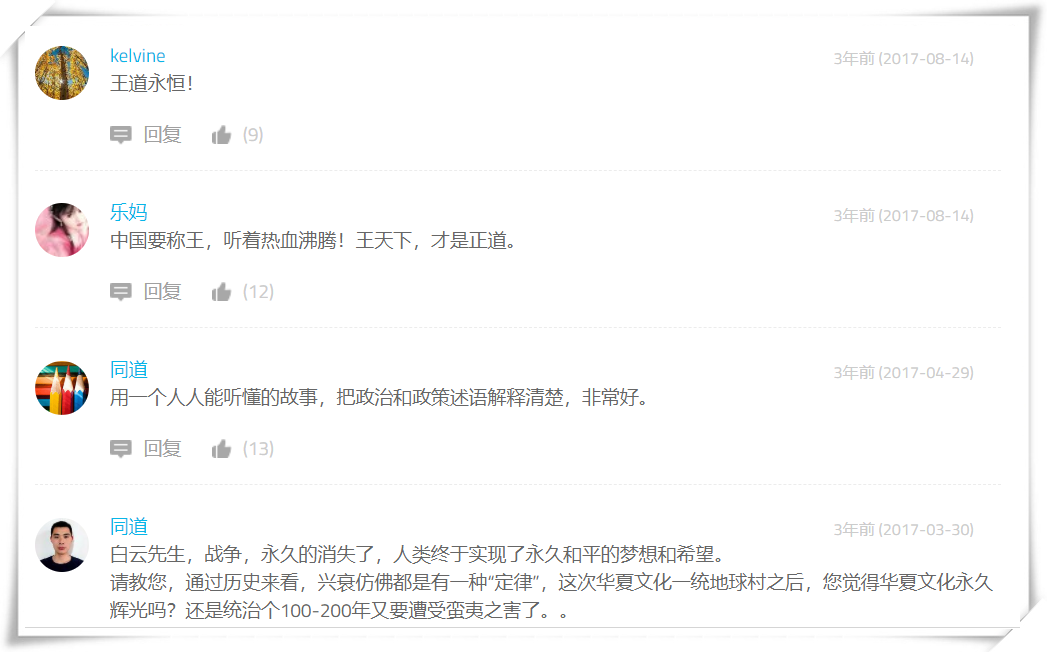 kelvine
3年前 (2017-08-14)
王道永恒！
回复 (9)
乐妈
3年前 (2017-08-14)
中国要称王，听着热血沸腾！王天下，才是正道。
回复 (12)
同道
3年前 (2017-04-29)
用一个人人能听懂的故事，把政治和政策述语解释清楚，非常好。
回复 (13)
同道
3年前 (2017-03-30)
白云先生，战争，永久的消失了，人类终于实现了永久和平的梦想和希望。
请教您，通过历史来看，兴衰仿佛都是有一种“定律”，这次华夏文化一统地球村之后，您觉得华夏文化永久
辉光吗？还是统治个100-200年又要遭受蛮夷之害了。。